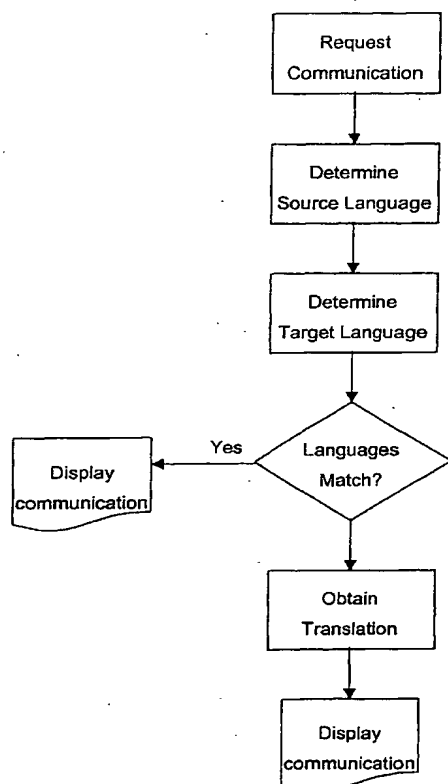 Request
Communication
Determine
Source Language
Determine
Target Language
Languages
Match?
Yes
Display
communication
Obtain
Translation
Display
communication